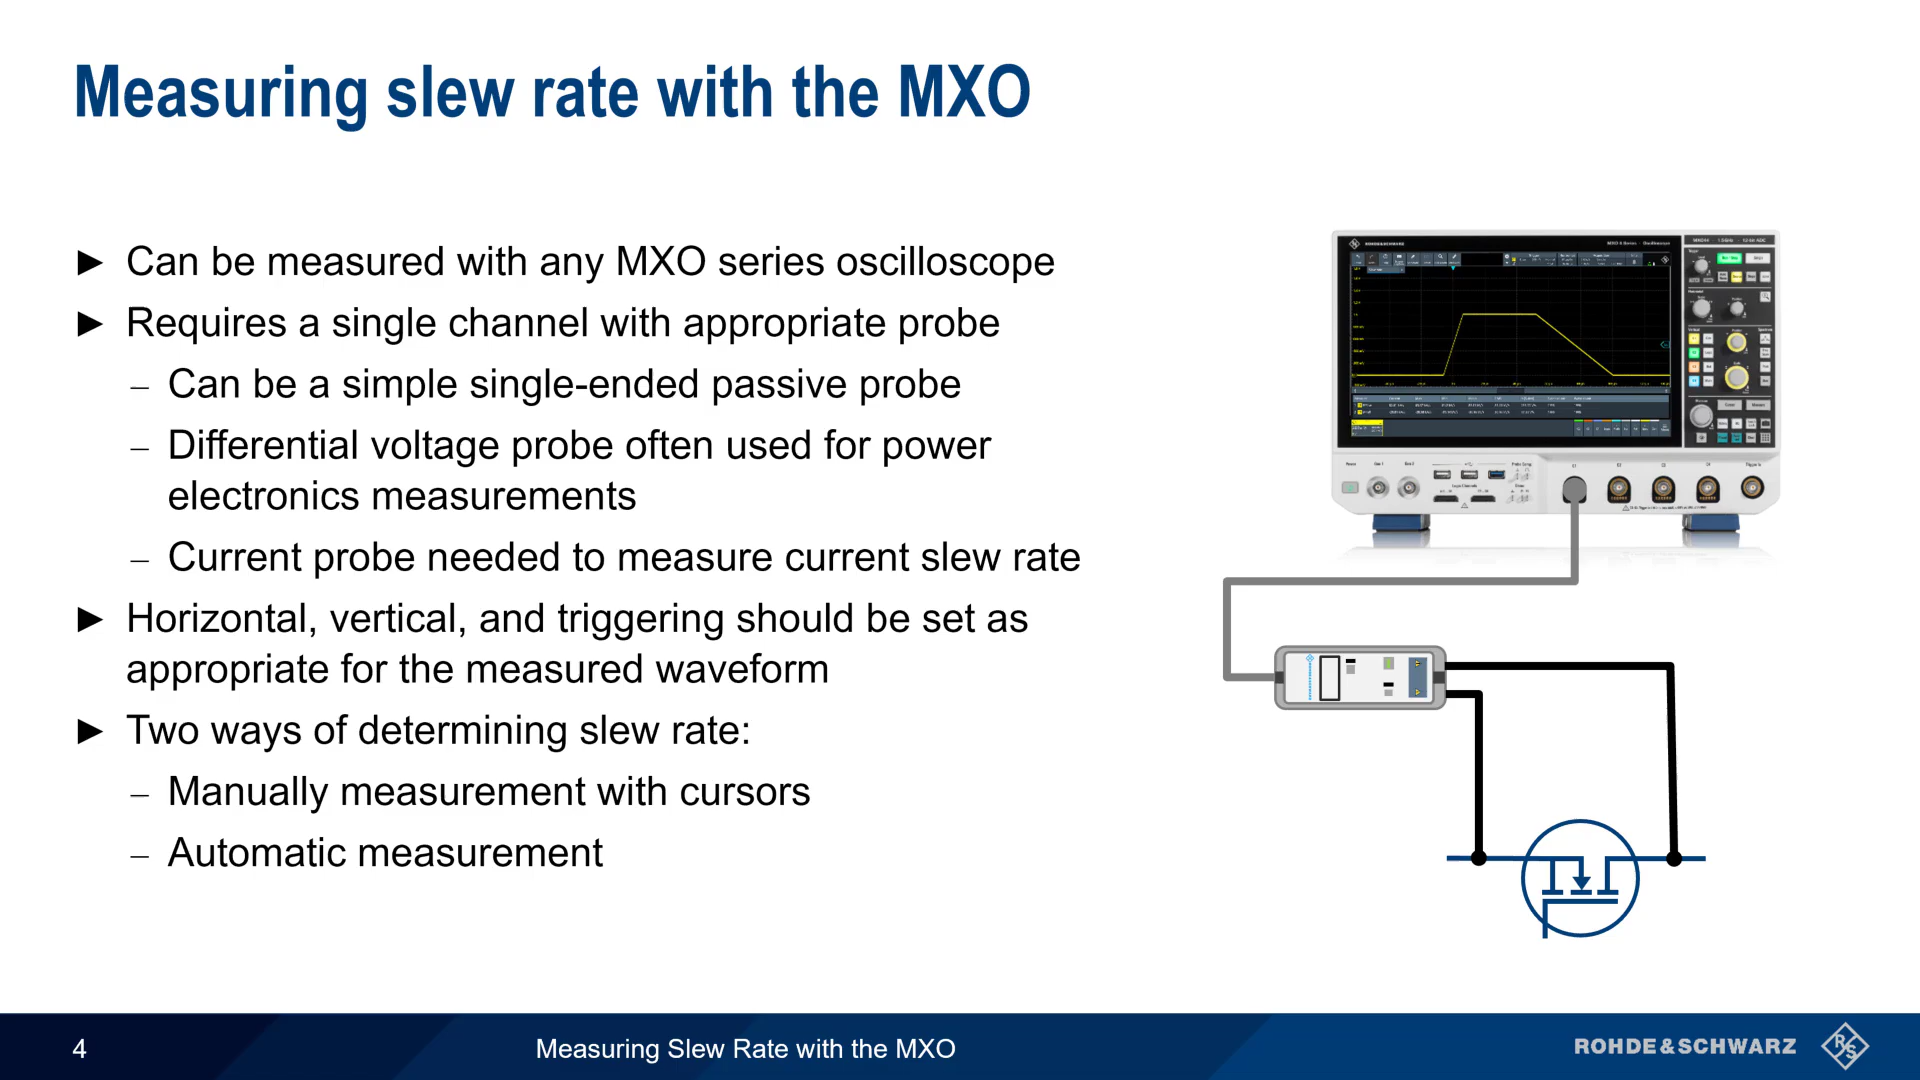 Measuring slew rate with the MXO
► Can be measured with any MXO series oscilloscope
► Requires a single channel with appropriate probe
– Can be a simple single-ended passive probe
– Differential voltage probe often used for power
electronics measurements
– Current probe needed to measure current slew rate
► Horizontal, vertical, and triggering should be set as
appropriate for the measured waveform
► Two ways of determining slew rate:
– Manually measurement with cursors
– Automatic measurement
ROHDE&SCHWARZ
4
Measuring Slew Rate with the MXO
ROHDE&SCHWARZ